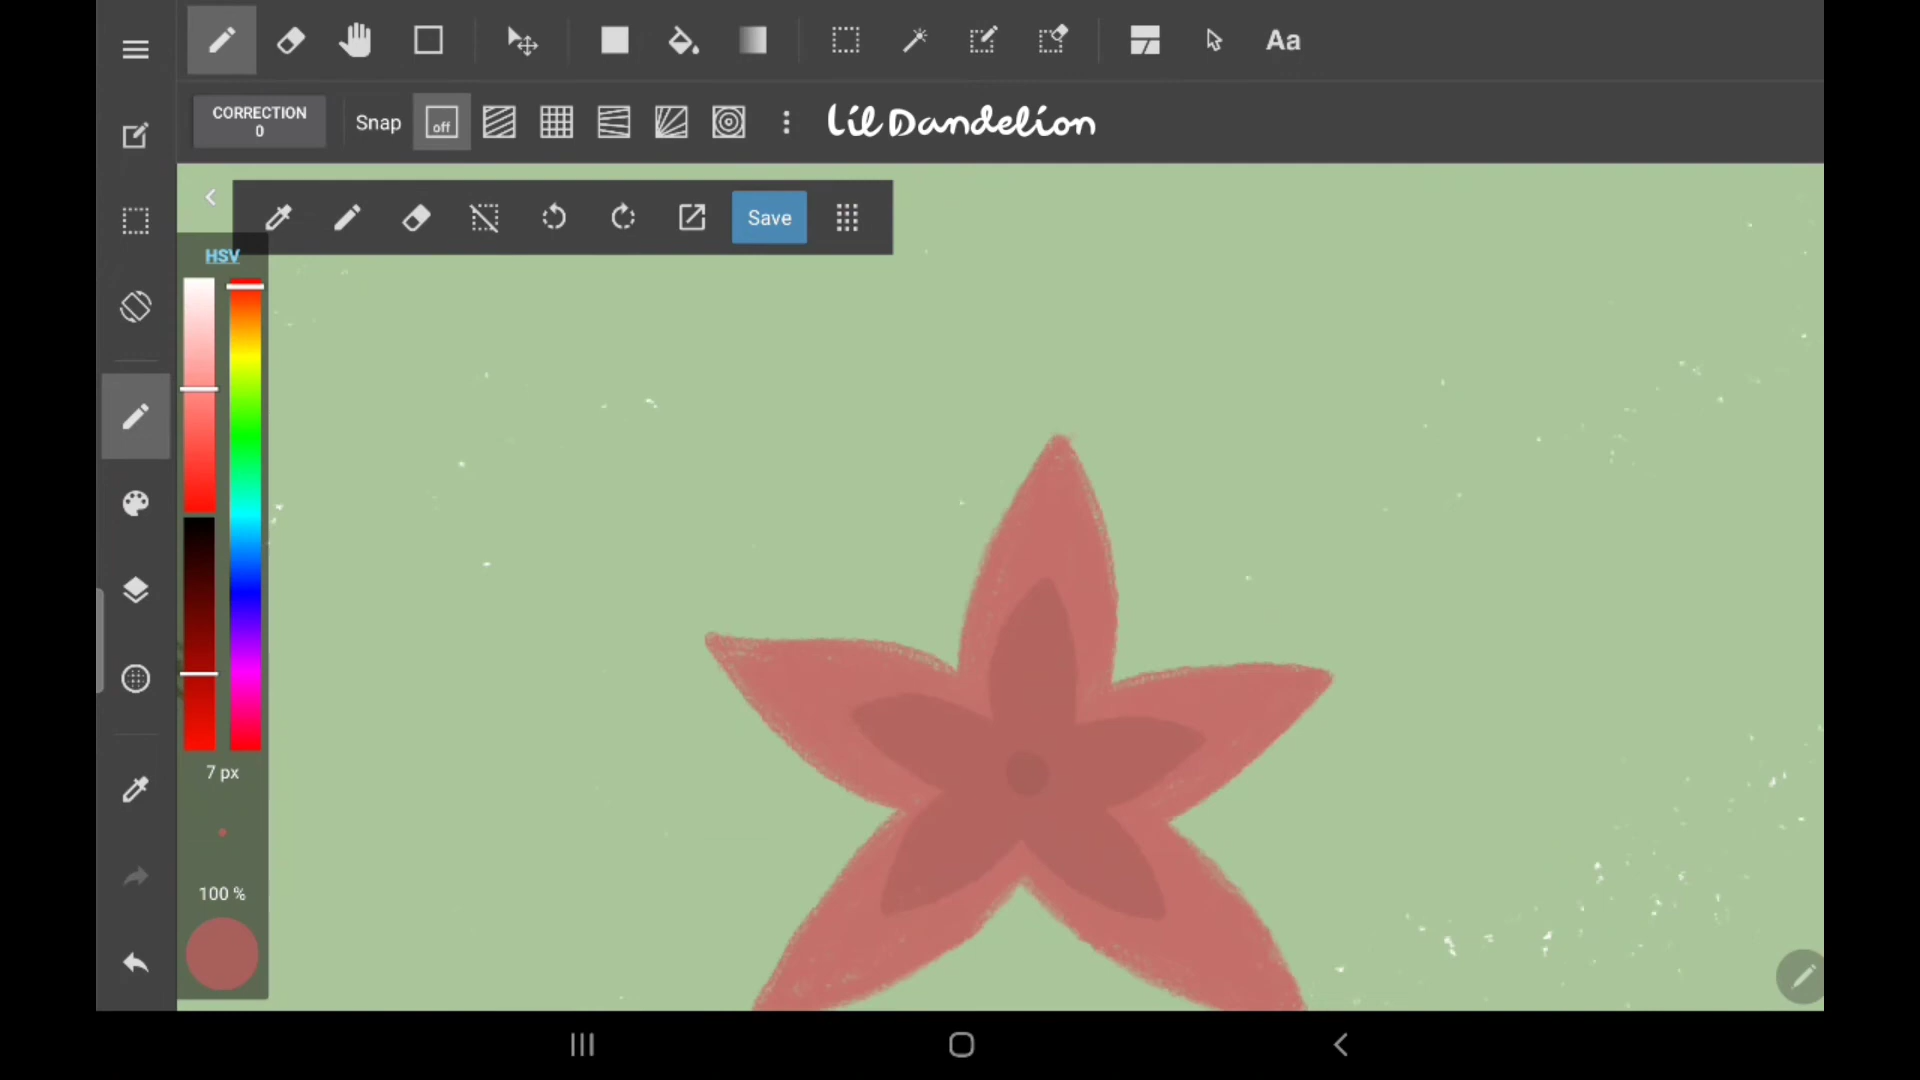 Aa
CORRECTION
0
Snap
off
Lil Dandelion
Save
HSV
7 px
100 %